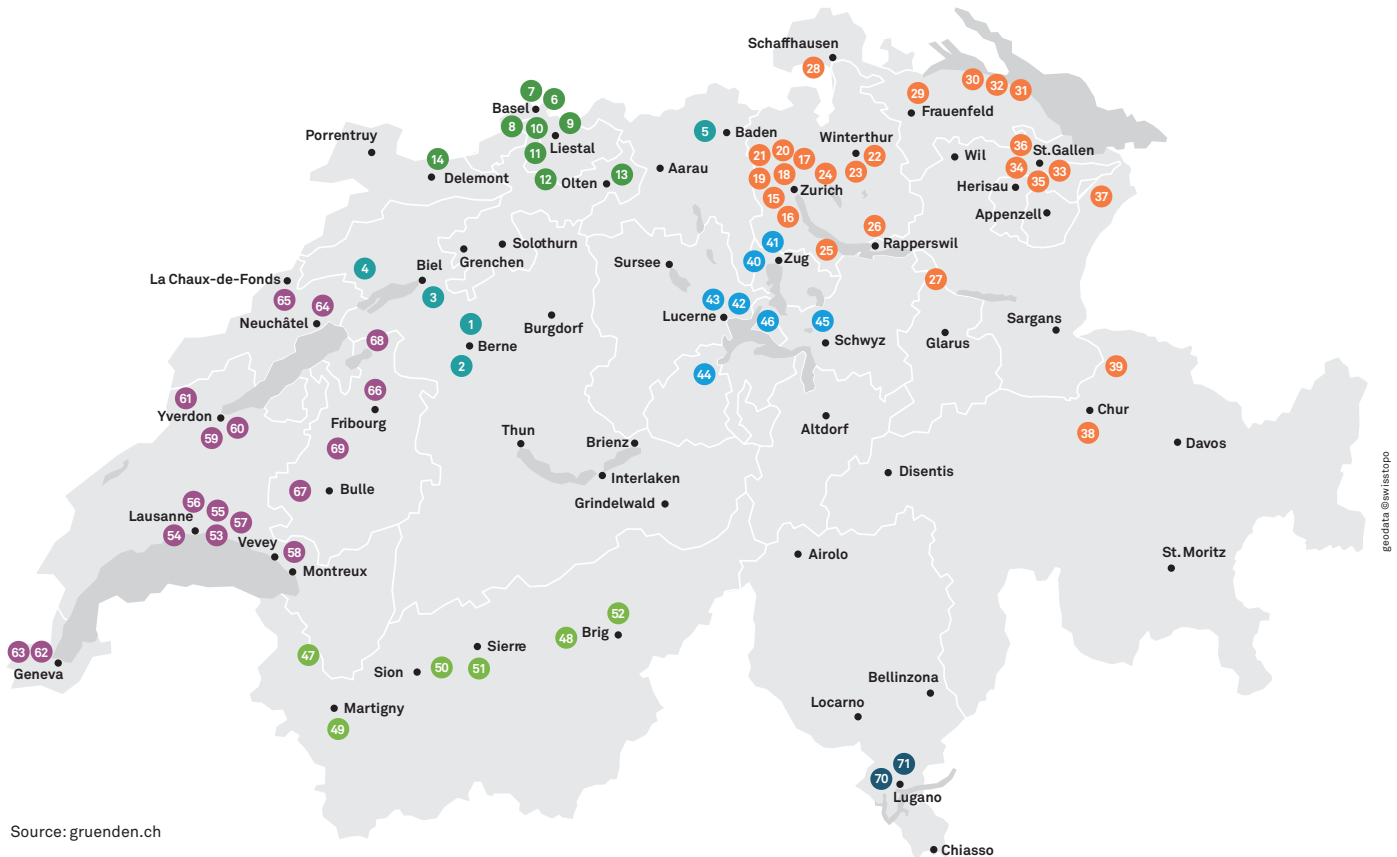 Schaffhausen
28
30
32
31
29
7
6
Basel
Frauenfeld
8
10
9
5
Baden
Winterthur
Porrentruy
Liestal
11
21
20
17
22
36
St.Gallen
14
Wil
Delemont
12
Olten
13
Aarau
19
18
24
23
34
35
33
Zurich
Herisau
37
15
16
Appenzell
26
Solothurn
41
Rapperswil
Grenchen
40
Zug
25
Sursee
4
Biel
La Chaux-de-Fonds
27
3
65
64
43
42
Neuchâtel
Burgdorf
Lucerne
46
45
Sargans
1
68
Berne
Schwyz
Glarus
2
44
39
66
61
Yverdon
Fribourg
Chur
59
60
Altdorf
38
Thun
Brienz
Davos
69
Disentis
Interlaken
67
Bulle
Grindelwald
56
55
57
Lausanne
54
53
Vevey
58
Airolo
St. Moritz
Montreux
52
48
Brig
47
Sierre
63
62
50
51
Geneva
Sion
Bellinzona
Locarno
Martigny
49
71
70
Lugano
Chiasso
Source: gruenden.ch
geodata ©swisstopo